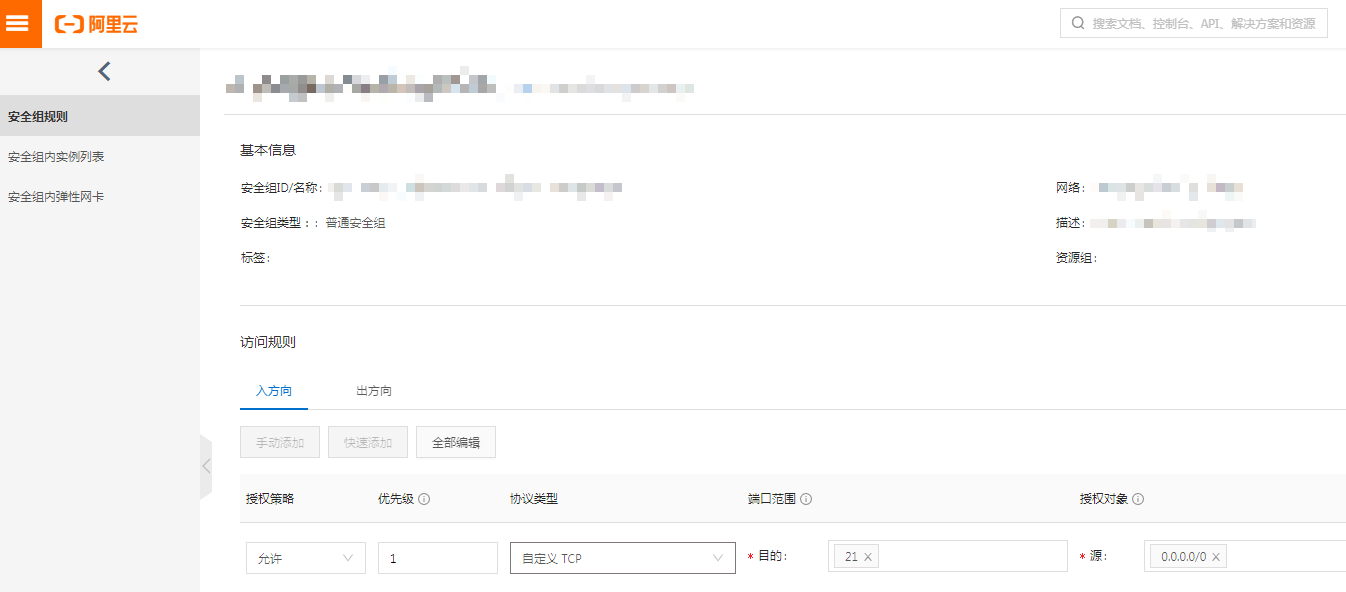 阿里云
搜索文档、控制台、API、解决方案和资源
安全组规则
安全组内实例列表
安全组内弹性网卡
基本信息
安全组ID/名称：
网络：
安全组类型：： 普通安全组
描述：
标签：
资源组：
访问规则
入方向 出方向
手动添加 快速添加 全部编辑
授权策略 优先级 协议类型 端口范围 授权对象
允许 1 自定义 TCP * 目的： 21 × * 源： 0.0.0.0/0 ×